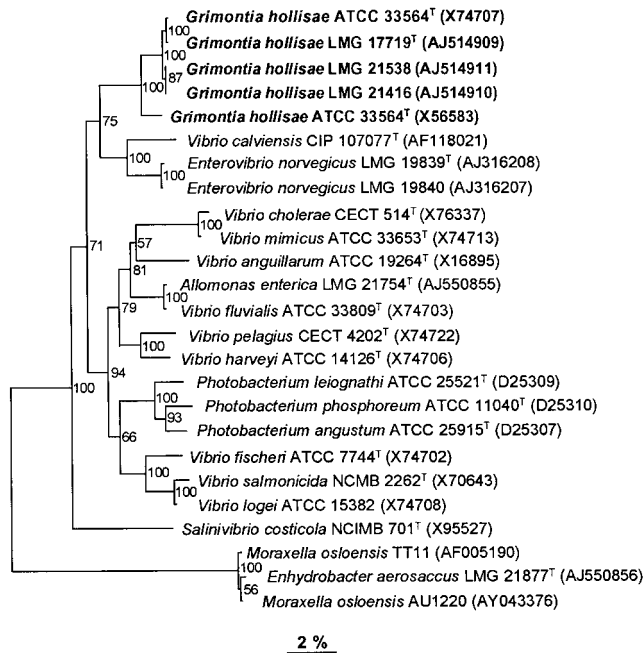 Grimontia hollisae ATCC 33564ᵀ (X74707)
100
Grimontia hollisae LMG 17719ᵀ (AJ514909)
Grimontia hollisae LMG 21538 (AJ514911)
100 87
Grimontia hollisae LMG 21416 (AJ514910)
Grimontia hollisae ATCC 33564ᵀ (X56583)
75
Vibrio calviensis CIP 107077ᵀ (AF118021)
100
Enterovibrio norvegicus LMG 19839ᵀ (AJ316208)
100
Enterovibrio norvegicus LMG 19840 (AJ316207)
Vibrio cholerae CECT 514ᵀ (X76337)
100
Vibrio mimicus ATCC 33653ᵀ (X74713)
71 57
Vibrio anguillarum ATCC 19264ᵀ (X16895)
81
Allomonas enterica LMG 21754ᵀ (AJ550855)
100
79
Vibrio fluvialis ATCC 33809ᵀ (X74703)
Vibrio pelagius CECT 4202ᵀ (X74722)
100
Vibrio harveyi ATCC 14126ᵀ (X74706)
94
100
Photobacterium leiognathi ATCC 25521ᵀ (D25309)
100
Photobacterium phosphoreum ATCC 11040ᵀ (D25310)
93
Photobacterium angustum ATCC 25915ᵀ (D25307)
66
Vibrio fischeri ATCC 7744ᵀ (X74702)
100
Vibrio salmonicida NCMB 2262ᵀ (X70643)
100
Vibrio logei ATCC 15382 (X74708)
Salinivibrio costicola NCIMB 701ᵀ (X95527)
Moraxella osloensis TT11 (AF005190)
100
Enhydrobacter aerosaccus LMG 21877ᵀ (AJ550856)
56
Moraxella osloensis AU1220 (AY043376)
2 %